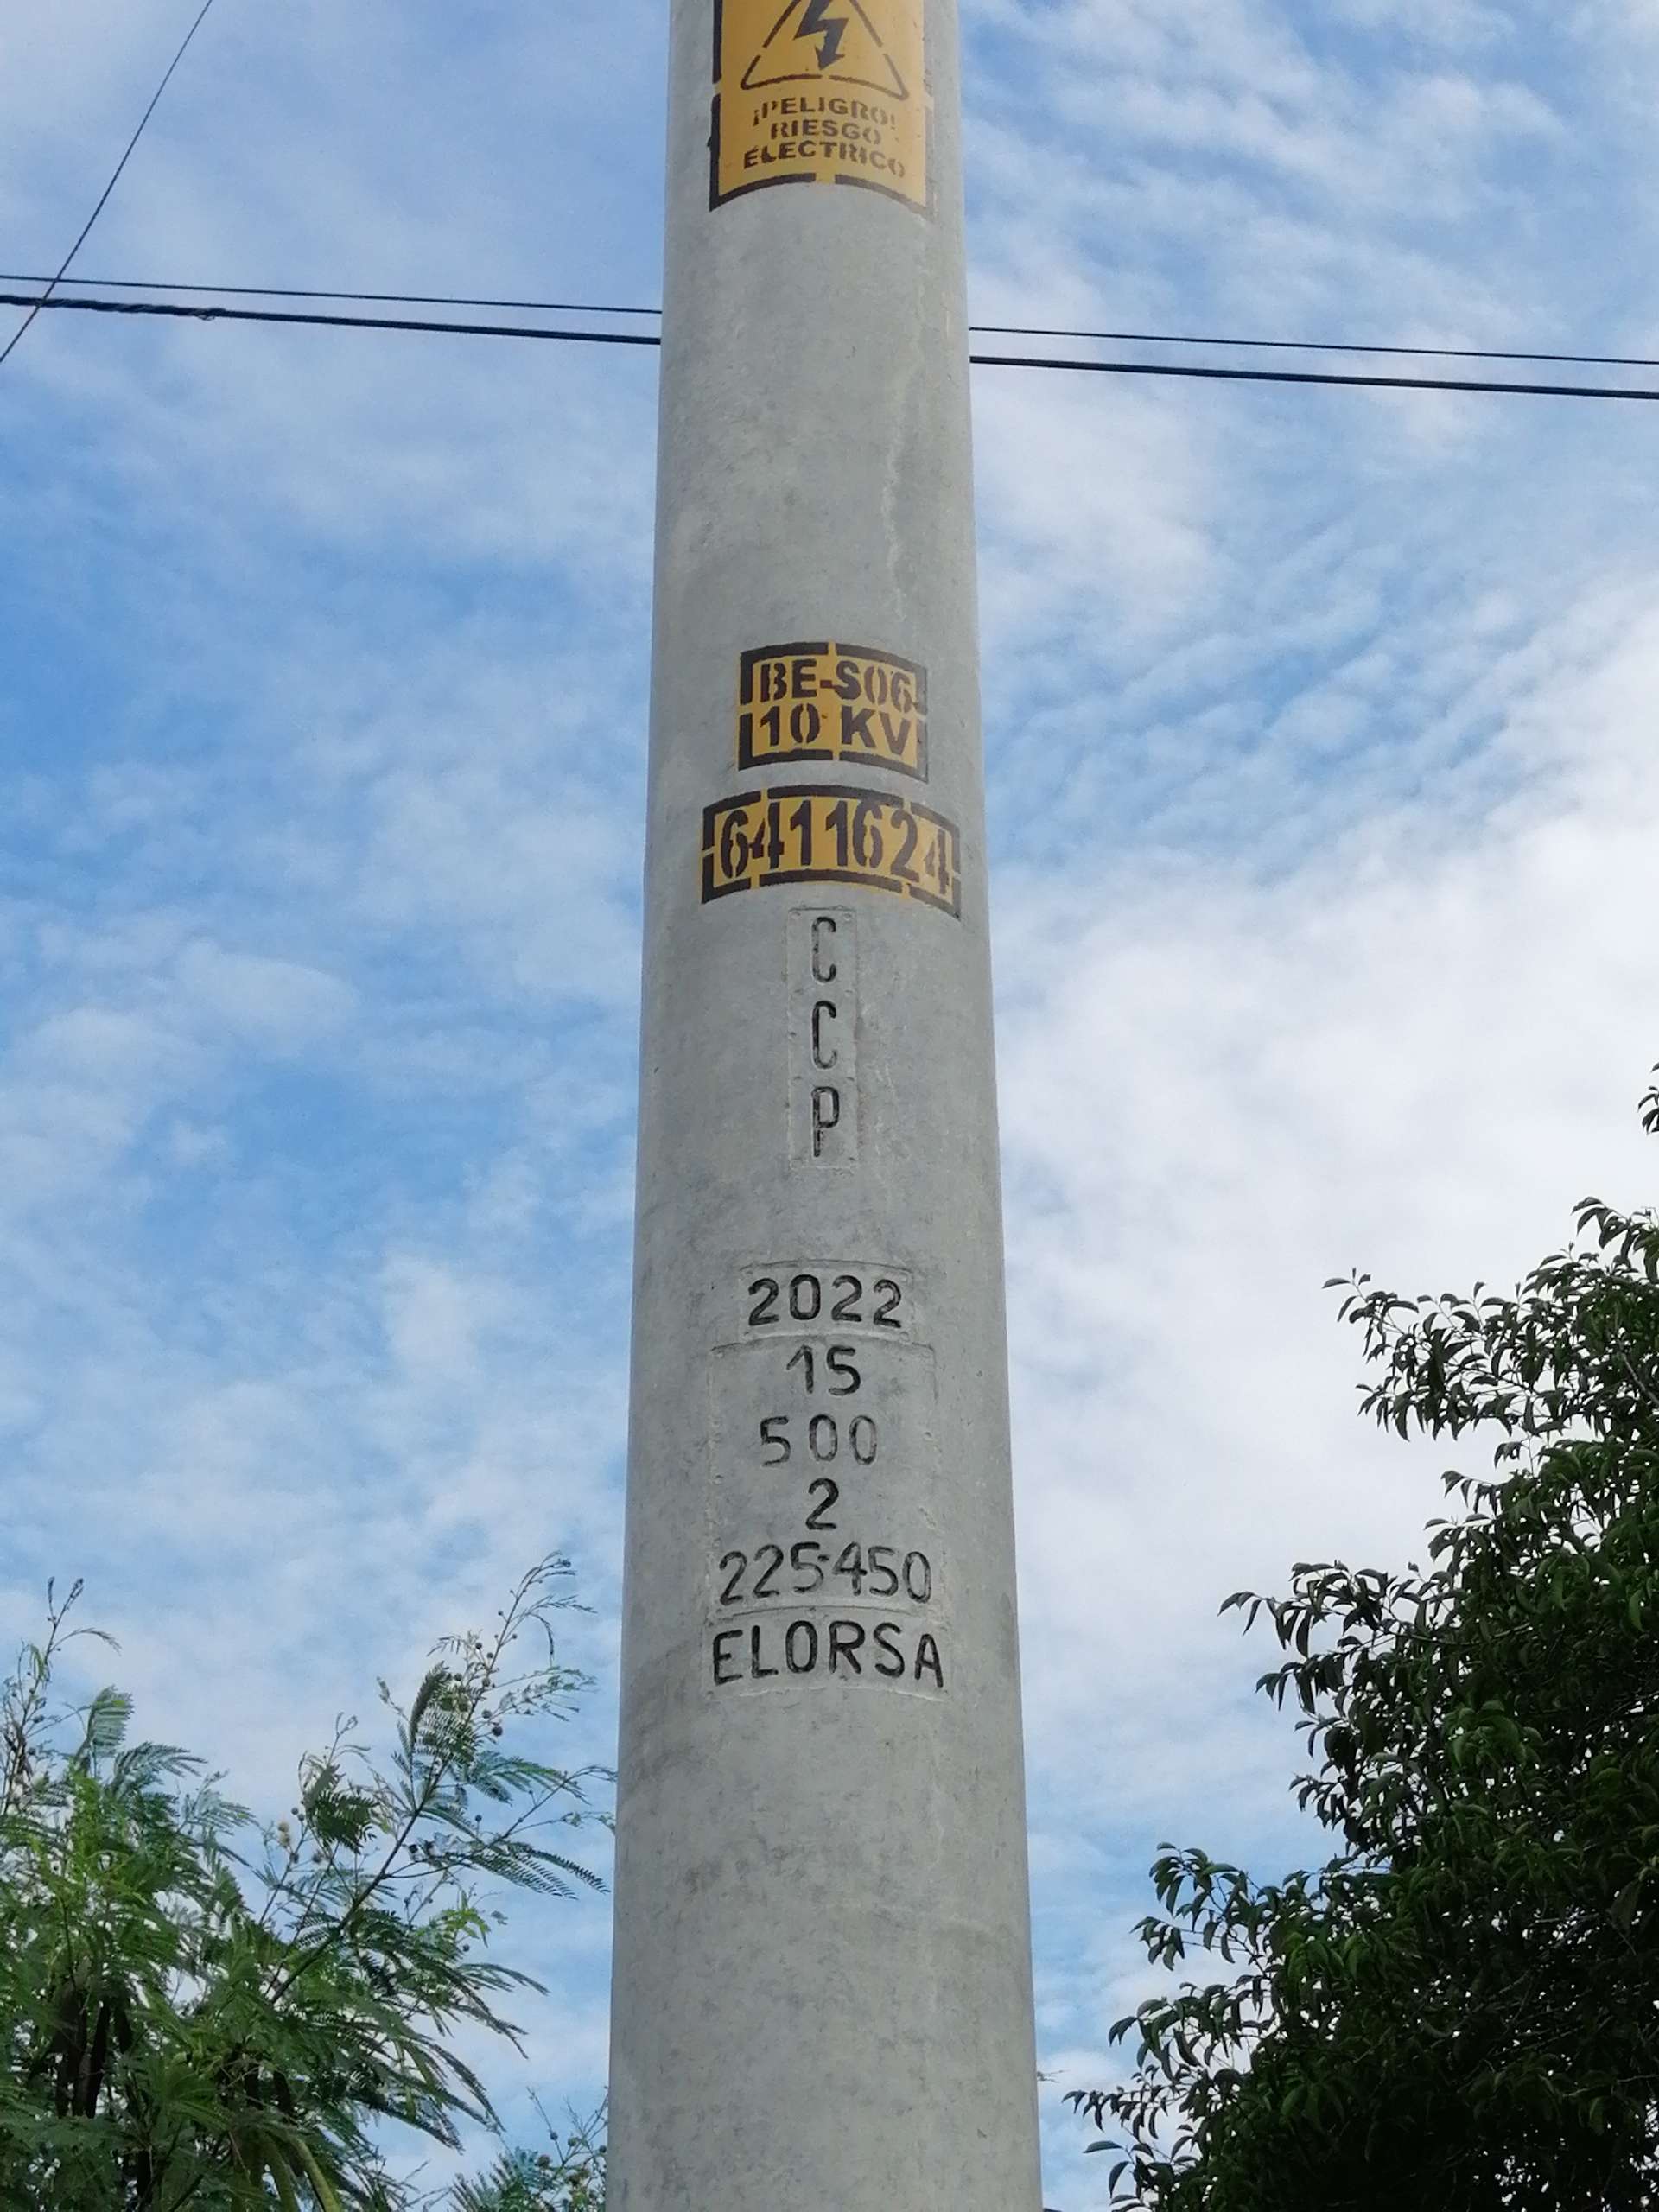 ¡PELIGRO!
RIESGO
ELECTRICO
BE-S06
10 KV
6411624
C
C
P
2022
15
500
2
225-450
ELORSA